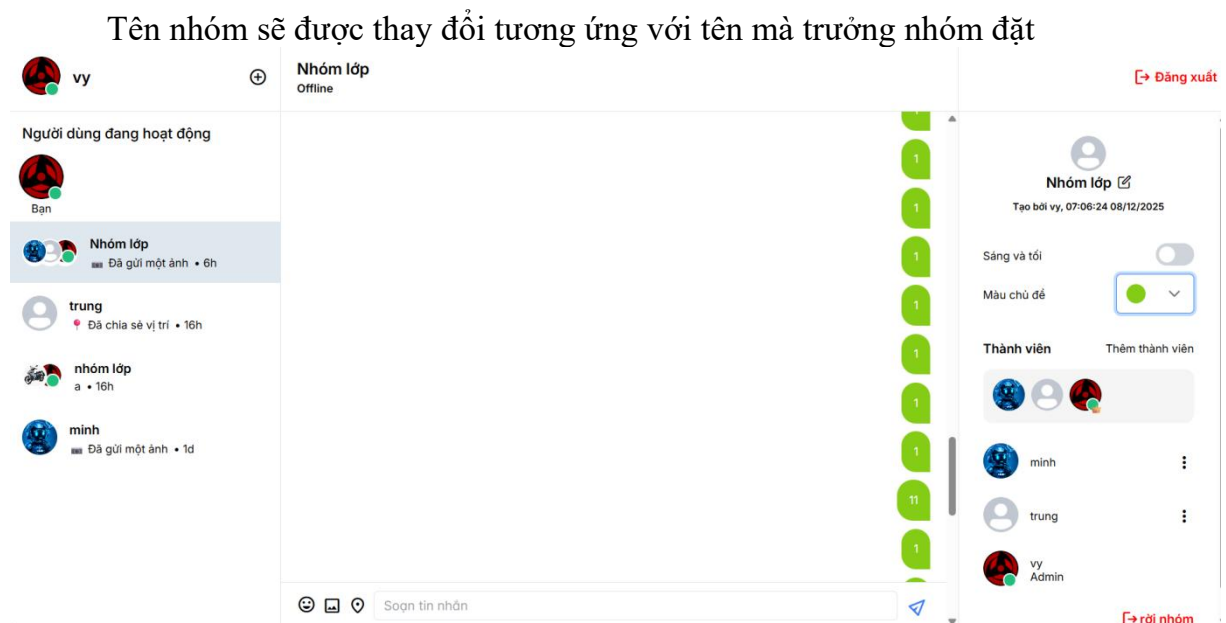 Tên nhóm sẽ được thay đổi tương ứng với tên mà trưởng nhóm đặt
vy
Nhóm lớp
Offline
Đăng xuất
Người dùng đang hoạt động
Bạn
Nhóm lớp
Đã gửi một ảnh • 6h
trung
Đã chia sẻ vị trí • 16h
nhóm lớp
a • 16h
minh
Đã gửi một ảnh • 1d
1
1
1
1
1
1
1
11
1
Soạn tin nhắn
Nhóm lớp
Tạo bởi vy, 07:06:24 08/12/2025
Sáng và tối
Màu chủ đề
Thành viên Thêm thành viên
minh
trung
vy
Admin
rời nhóm